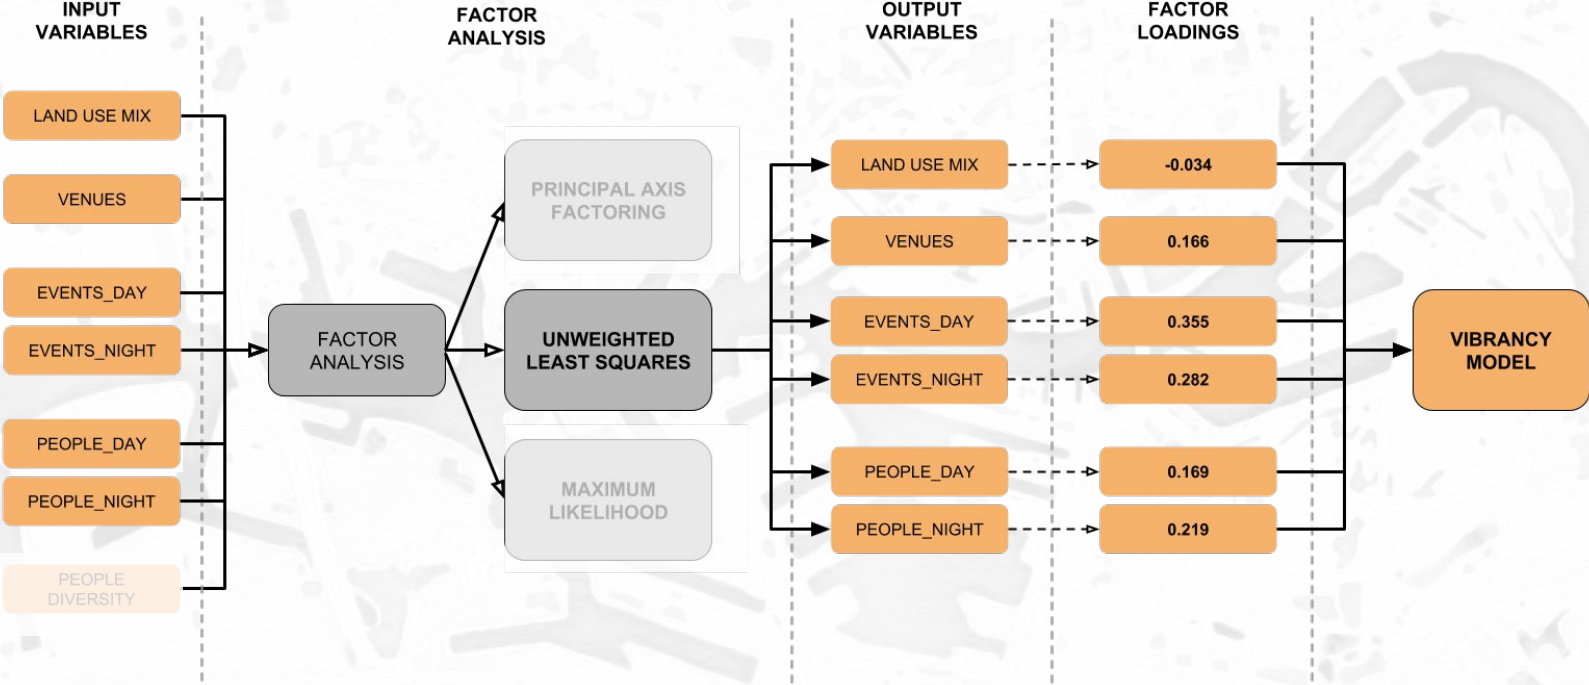 INPUT
VARIABLES
FACTOR
ANALYSIS
OUTPUT
VARIABLES
FACTOR
LOADINGS
LAND USE MIX
VENUES
EVENTS_DAY
EVENTS_NIGHT
PEOPLE_DAY
PEOPLE_NIGHT
PEOPLE
DIVERSITY
FACTOR
ANALYSIS
PRINCIPAL AXIS
FACTORING
UNWEIGHTED
LEAST SQUARES
MAXIMUM
LIKELIHOOD
LAND USE MIX
VENUES
EVENTS_DAY
EVENTS_NIGHT
PEOPLE_DAY
PEOPLE_NIGHT
-0.034
0.166
0.355
0.282
0.169
0.219
VIBRANCY
MODEL